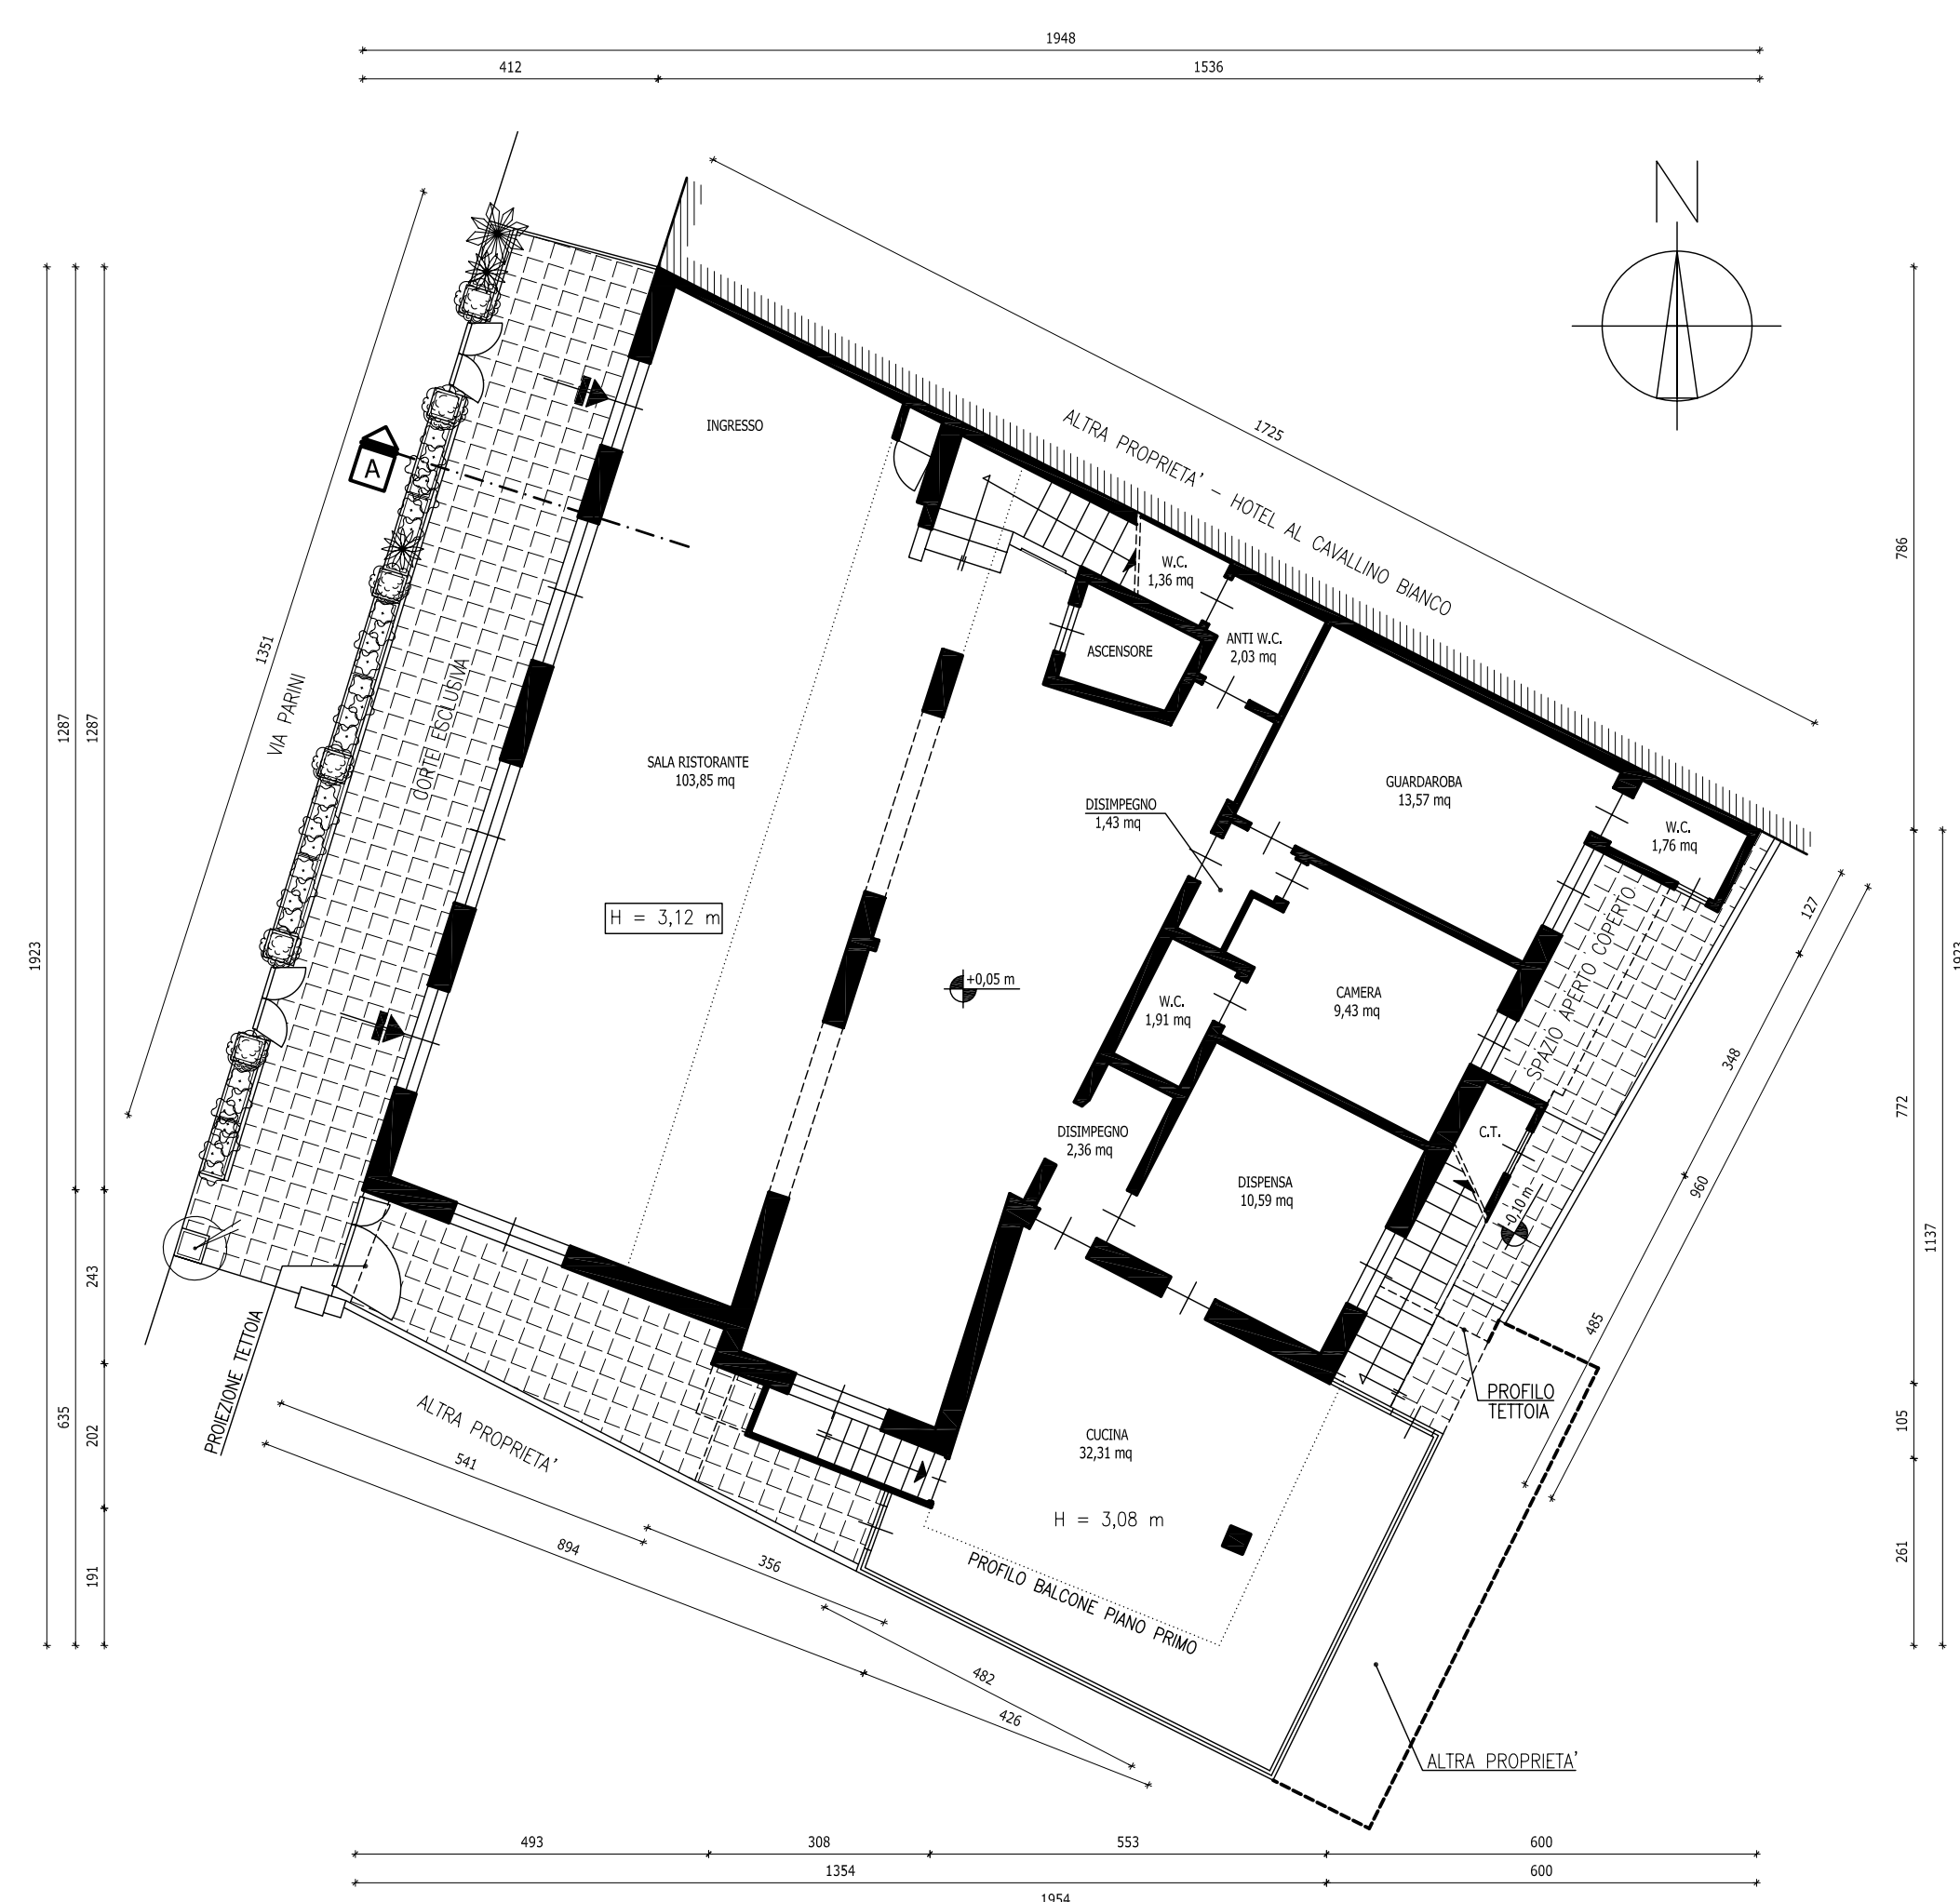 1948
412
1536
N
1725
ALTRA PROPRIETA' - HOTEL AL CAVALLINO BIANCO
INGRESSO
A
1351
VIA PARINI
CORTE ESCLUSIVA
W.C.
1,36 mq
ANTI W.C.
2,03 mq
ASCENSORE
786
1923
1287
1287
SALA RISTORANTE
103,85 mq
DISIMPEGNO
1,43 mq
GUARDAROBA
13,57 mq
W.C.
1,76 mq
H = 3,12 m
+0,05 m
SPAZIO APERTO COPERTO
127
1923
W.C.
1,91 mq
CAMERA
9,43 mq
348
772
DISIMPEGNO
2,36 mq
C.T.
DISPENSA
10,59 mq
-0,10 m
960
1137
243
485
PROIEZIONE TETTOIA
PROFILO
TETTOIA
635
202
105
ALTRA PROPRIETA'
CUCINA
32,31 mq
541
H = 3,08 m
894
356
PROFILO BALCONE PIANO PRIMO
191
261
482
426
ALTRA PROPRIETA'
493
308
553
600
1354
600
1954